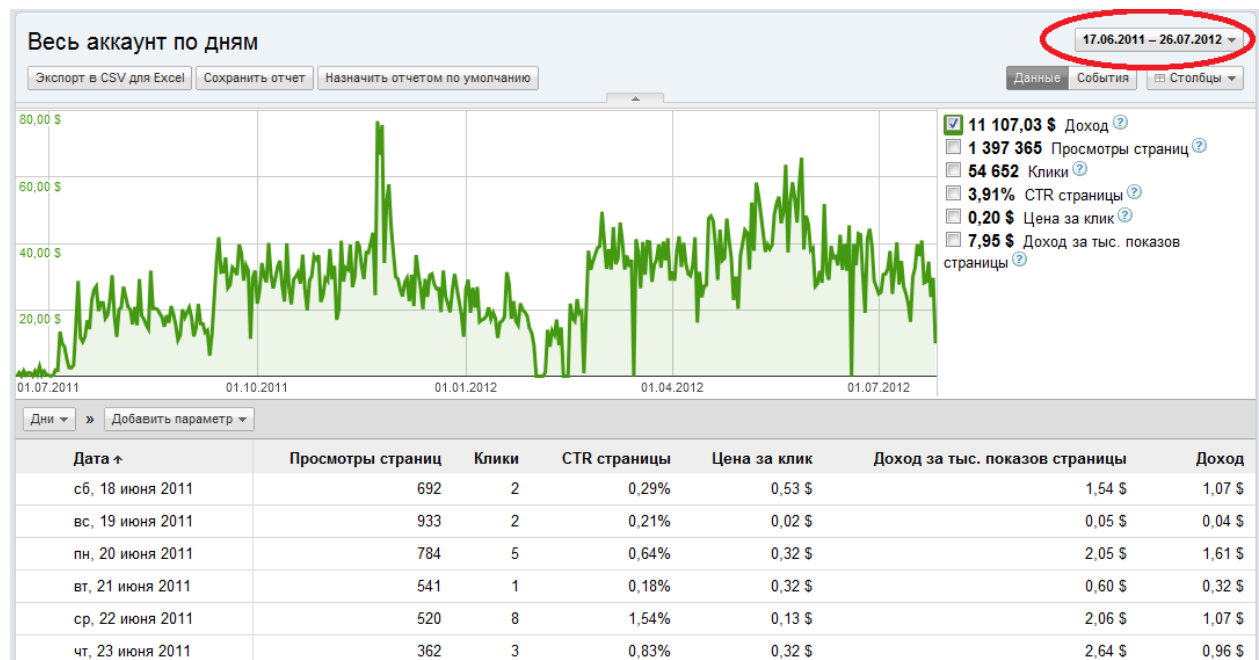 Весь аккаунт по дням
17.06.2011 – 26.07.2012
Экспорт в CSV для Excel Сохранить отчет Назначить отчетом по умолчанию
Данные События Столбцы
80,00 $
60,00 $
40,00 $
20,00 $
01.07.2011 01.10.2011 01.01.2012 01.04.2012 01.07.2012
11 107,03 $ Доход ?
1 397 365 Просмотры страниц ?
54 652 Клики ?
3,91% CTR страницы ?
0,20 $ Цена за клик ?
7,95 $ Доход за тыс. показов
страницы ?
Дни » Добавить параметр
Дата ↑ Просмотры страниц Клики CTR страницы Цена за клик Доход за тыс. показов страницы Доход
сб, 18 июня 2011 692 2 0,29% 0,53 $ 1,54 $ 1,07 $
вс, 19 июня 2011 933 2 0,21% 0,02 $ 0,05 $ 0,04 $
пн, 20 июня 2011 784 5 0,64% 0,32 $ 2,05 $ 1,61 $
вт, 21 июня 2011 541 1 0,18% 0,32 $ 0,60 $ 0,32 $
ср, 22 июня 2011 520 8 1,54% 0,13 $ 2,06 $ 1,07 $
чт, 23 июня 2011 362 3 0,83% 0,32 $ 2,64 $ 0,96 $